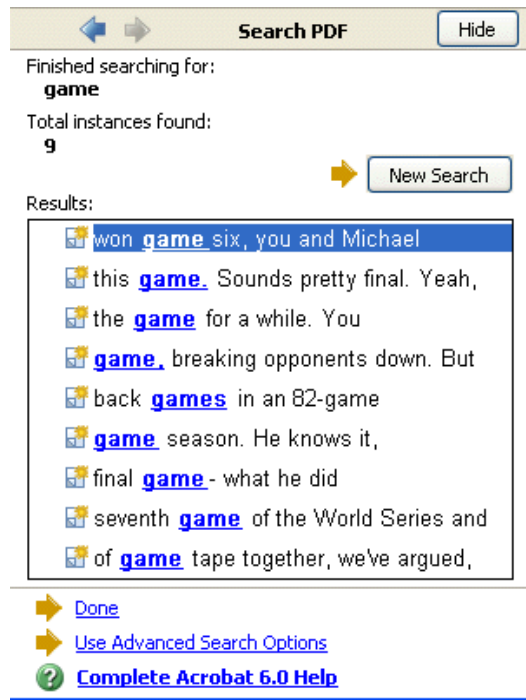 Search PDF
Hide
Finished searching for:
game
Total instances found:
9
New Search
Results:
won game six, you and Michael
this game. Sounds pretty final. Yeah,
the game for a while. You
game, breaking opponents down. But
back games in an 82-game
game season. He knows it,
final game - what he did
seventh game of the World Series and
of game tape together, we've argued,
Done
Use Advanced Search Options
Complete Acrobat 6.0 Help